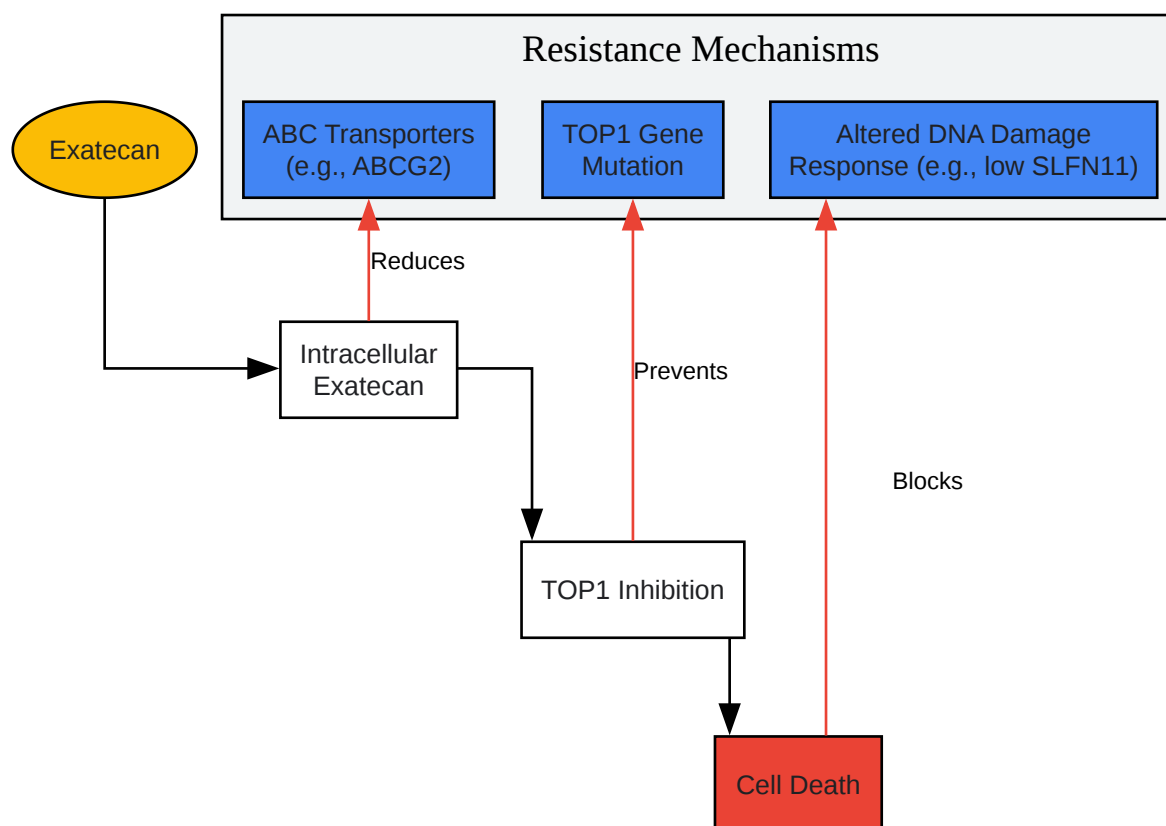 Resistance Mechanisms
Exatecan
ABC Transporters
(e.g., ABCG2)
TOP1 Gene
Mutation
Altered DNA Damage
Response (e.g., low SLFN11)
Reduces
Intracellular
Exatecan
Prevents
Blocks
TOP1 Inhibition
Cell Death